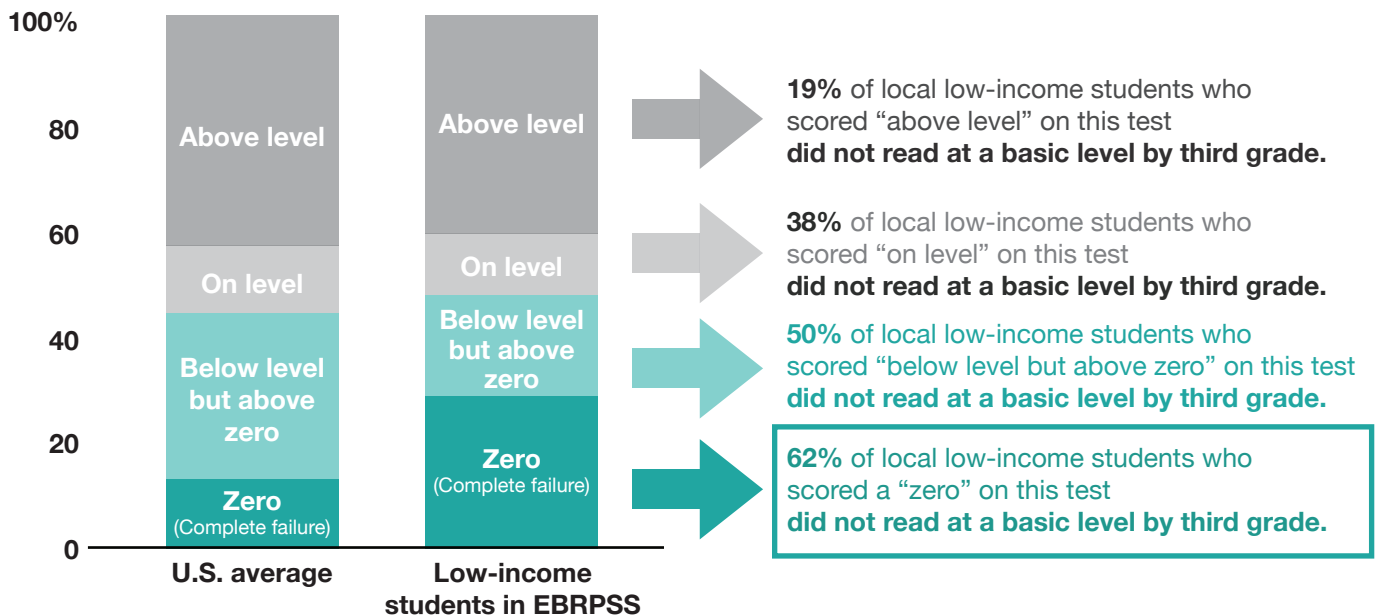 100%
80
60
40
20
0
Above level
On level
Below level
but above
zero
Zero
(Complete failure)
U.S. average
Above level
On level
Below level
but above
zero
Zero
(Complete failure)
Low-income
students in EBRPSS
19% of local low-income students who
scored “above level” on this test
did not read at a basic level by third grade.
38% of local low-income students who
scored “on level” on this test
did not read at a basic level by third grade.
50% of local low-income students who
scored “below level but above zero” on this test
did not read at a basic level by third grade.
62% of local low-income students who
scored a “zero” on this test
did not read at a basic level by third grade.